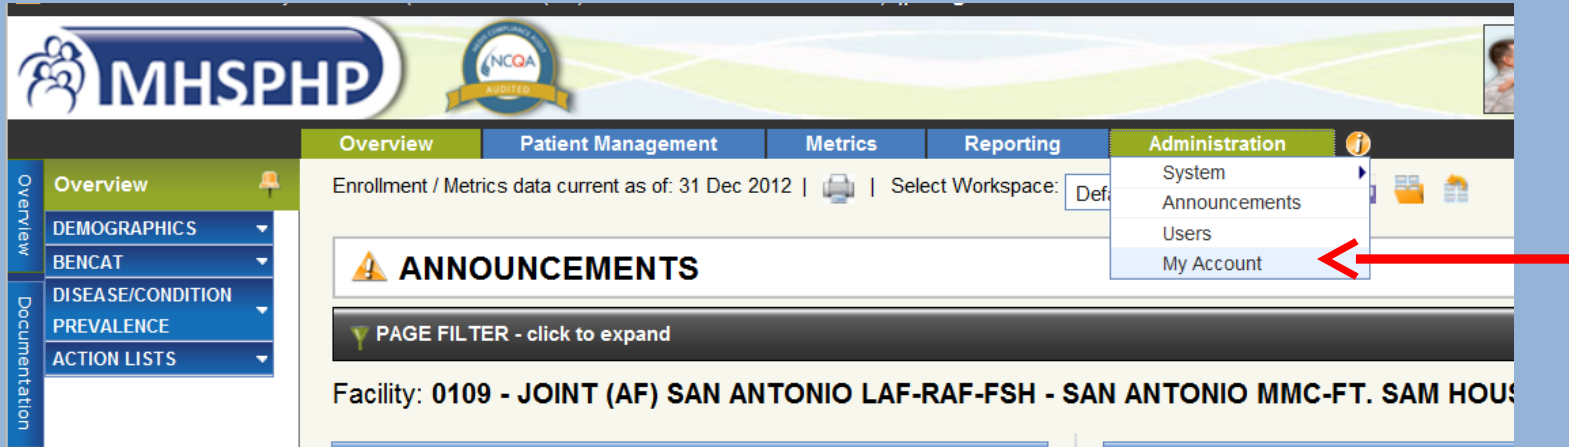 MHSPHP
NCQA
AUDITED
Overview
Patient Management
Metrics
Reporting
Administration
System
Announcements
Users
My Account
Overview
Documentation
Overview
DEMOGRAPHICS
BENCAT
DISEASE/CONDITION
PREVALENCE
ACTION LISTS
Enrollment / Metrics data current as of: 31 Dec 2012 | | Select Workspace: Defa
ANNOUNCEMENTS
PAGE FILTER - click to expand
Facility: 0109 - JOINT (AF) SAN ANTONIO LAF-RAF-FSH - SAN ANTONIO MMC-FT. SAM HOUS